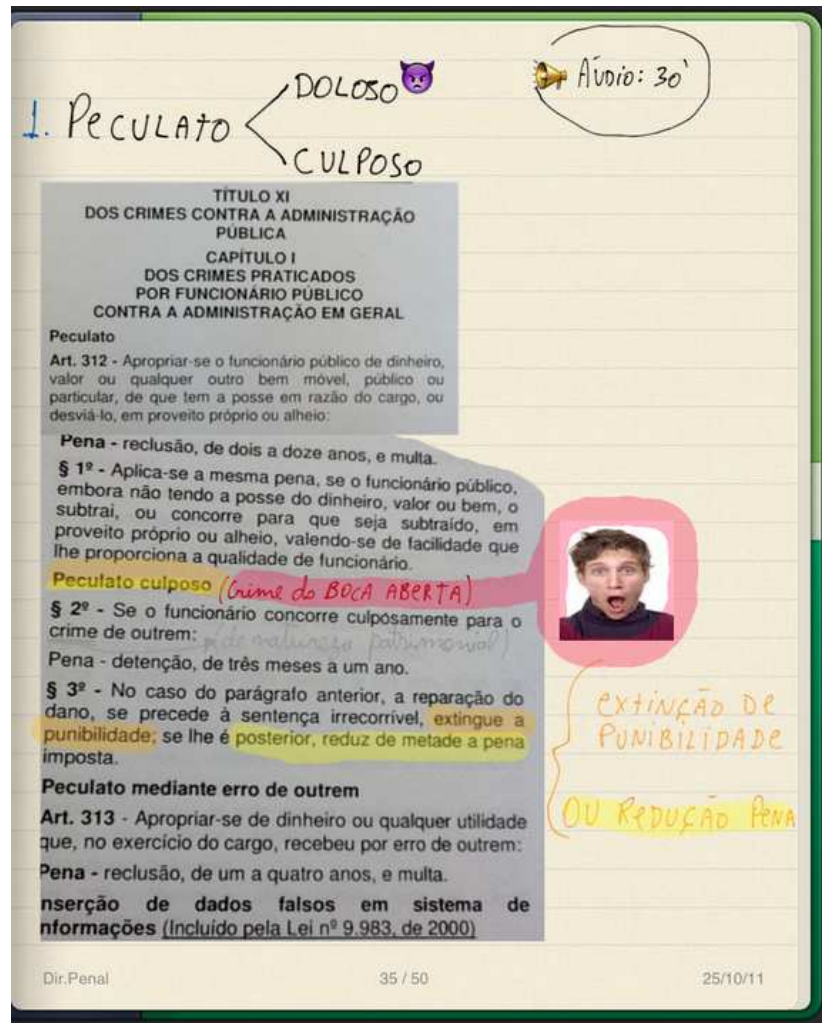 DOLOSO
AÚDIO: 30'
1. PECULATO
CULPOSO
TÍTULO XI
DOS CRIMES CONTRA A ADMINISTRAÇÃO
PÚBLICA
CAPÍTULO I
DOS CRIMES PRATICADOS
POR FUNCIONÁRIO PÚBLICO
CONTRA A ADMINISTRAÇÃO EM GERAL
Peculato
Art. 312 - Apropriar-se o funcionário público de dinheiro,
valor ou qualquer outro bem móvel, público ou
particular, de que tem a posse em razão do cargo, ou
desviá-lo, em proveito próprio ou alheio:
Pena - reclusão, de dois a doze anos, e multa.
§ 1º - Aplica-se a mesma pena, se o funcionário público,
embora não tendo a posse do dinheiro, valor ou bem, o
subtrai, ou concorre para que seja subtraído, em
proveito próprio ou alheio, valendo-se de facilidade que
lhe proporciona a qualidade de funcionário.
Peculato culposo (Crime do BOCA ABERTA)
§ 2º - Se o funcionário concorre culposamente para o
crime de outrem: (de natureza patrimonial)
Pena - detenção, de três meses a um ano.
§ 3º - No caso do parágrafo anterior, a reparação do
dano, se precede à sentença irrecorrível, extingue a
punibilidade; se lhe é posterior, reduz de metade a pena
imposta.
EXTINÇÃO DE
PUNIBILIDADE
OU REDUÇÃO PENA
Peculato mediante erro de outrem
Art. 313 - Apropriar-se de dinheiro ou qualquer utilidade
que, no exercício do cargo, recebeu por erro de outrem:
Pena - reclusão, de um a quatro anos, e multa.
nserção de dados falsos em sistema de
nformações (Incluído pela Lei nº 9.983, de 2000)
Dir.Penal
35 / 50
25/10/11